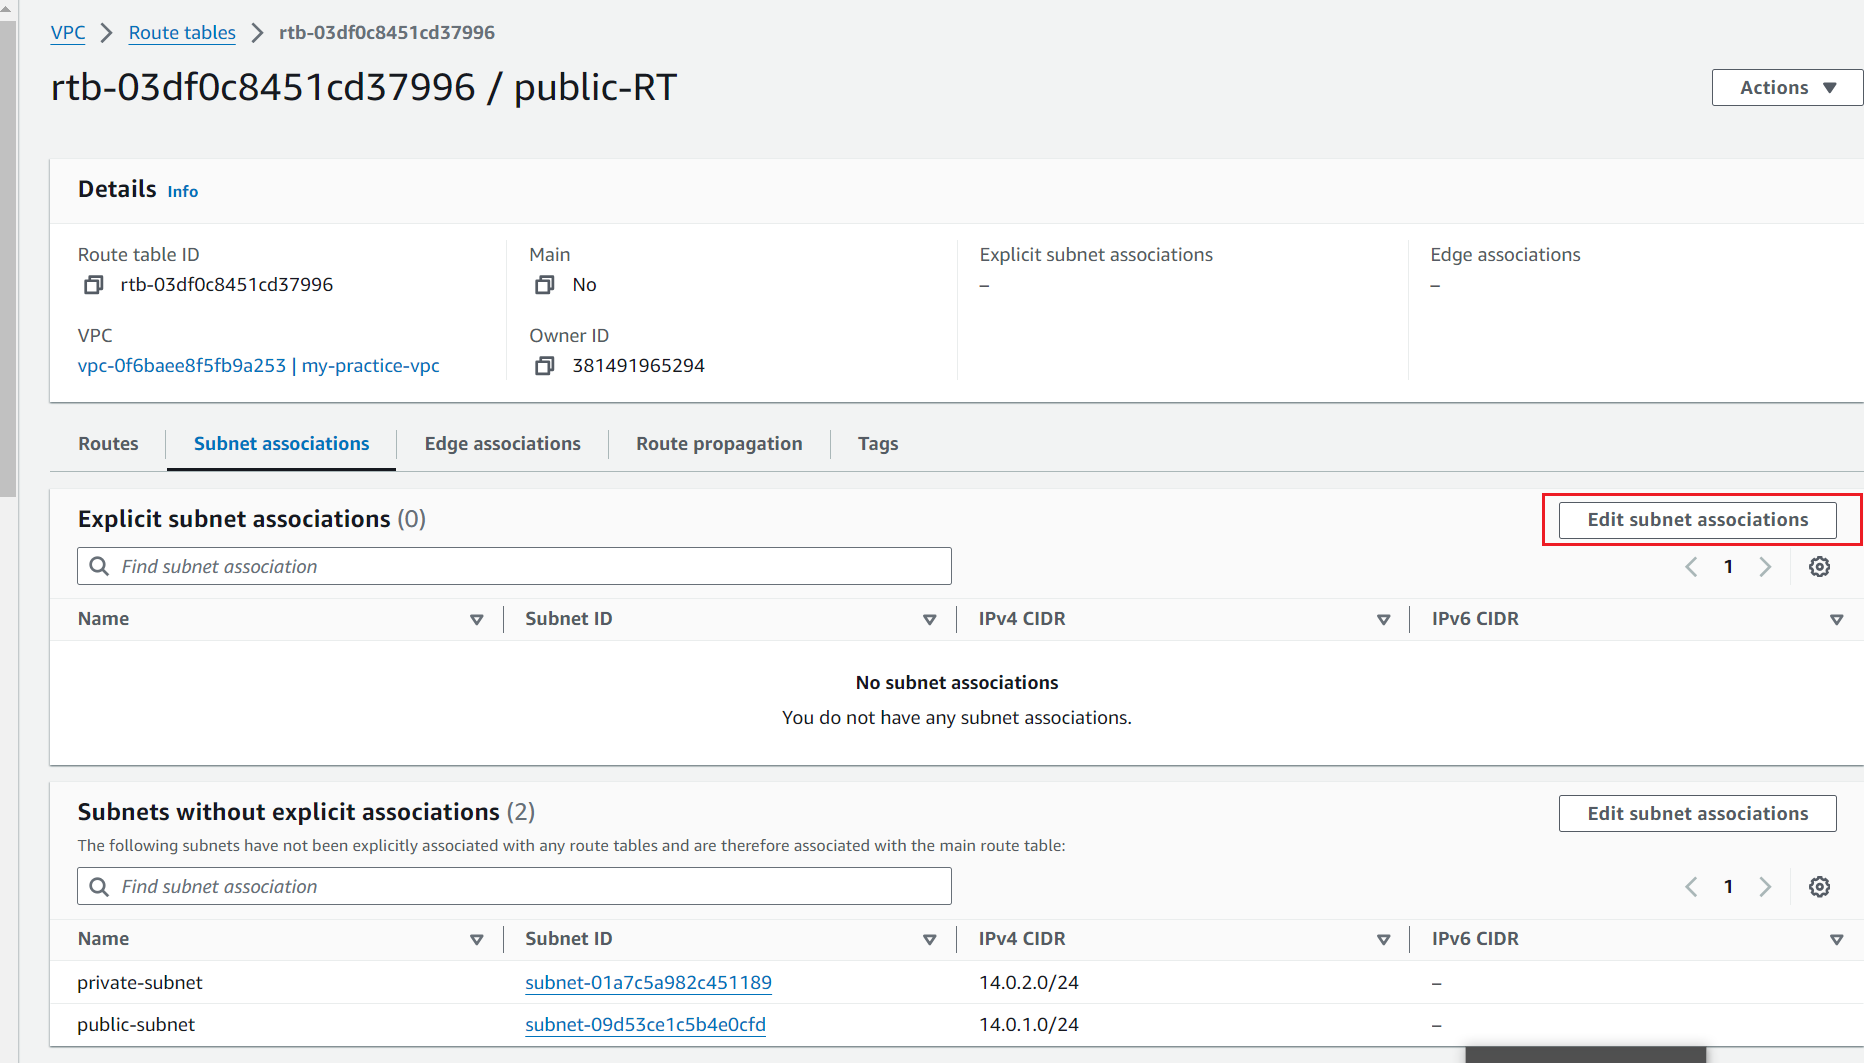 VPC > Route tables > rtb-03df0c8451cd37996
rtb-03df0c8451cd37996 / public-RT
Actions
Details Info
Route table ID
rtb-03df0c8451cd37996
Main
No
Explicit subnet associations
–
Edge associations
–
VPC
vpc-0f6baee8f5fb9a253 | my-practice-vpc
Owner ID
381491965294
Routes Subnet associations Edge associations Route propagation Tags
Explicit subnet associations (0)
Edit subnet associations
Find subnet association
1
Name Subnet ID IPv4 CIDR IPv6 CIDR
No subnet associations
You do not have any subnet associations.
Subnets without explicit associations (2)
Edit subnet associations
The following subnets have not been explicitly associated with any route tables and are therefore associated with the main route table:
Find subnet association
1
Name Subnet ID IPv4 CIDR IPv6 CIDR
private-subnet subnet-01a7c5a982c451189 14.0.2.0/24 –
public-subnet subnet-09d53ce1c5b4e0cfd 14.0.1.0/24 –